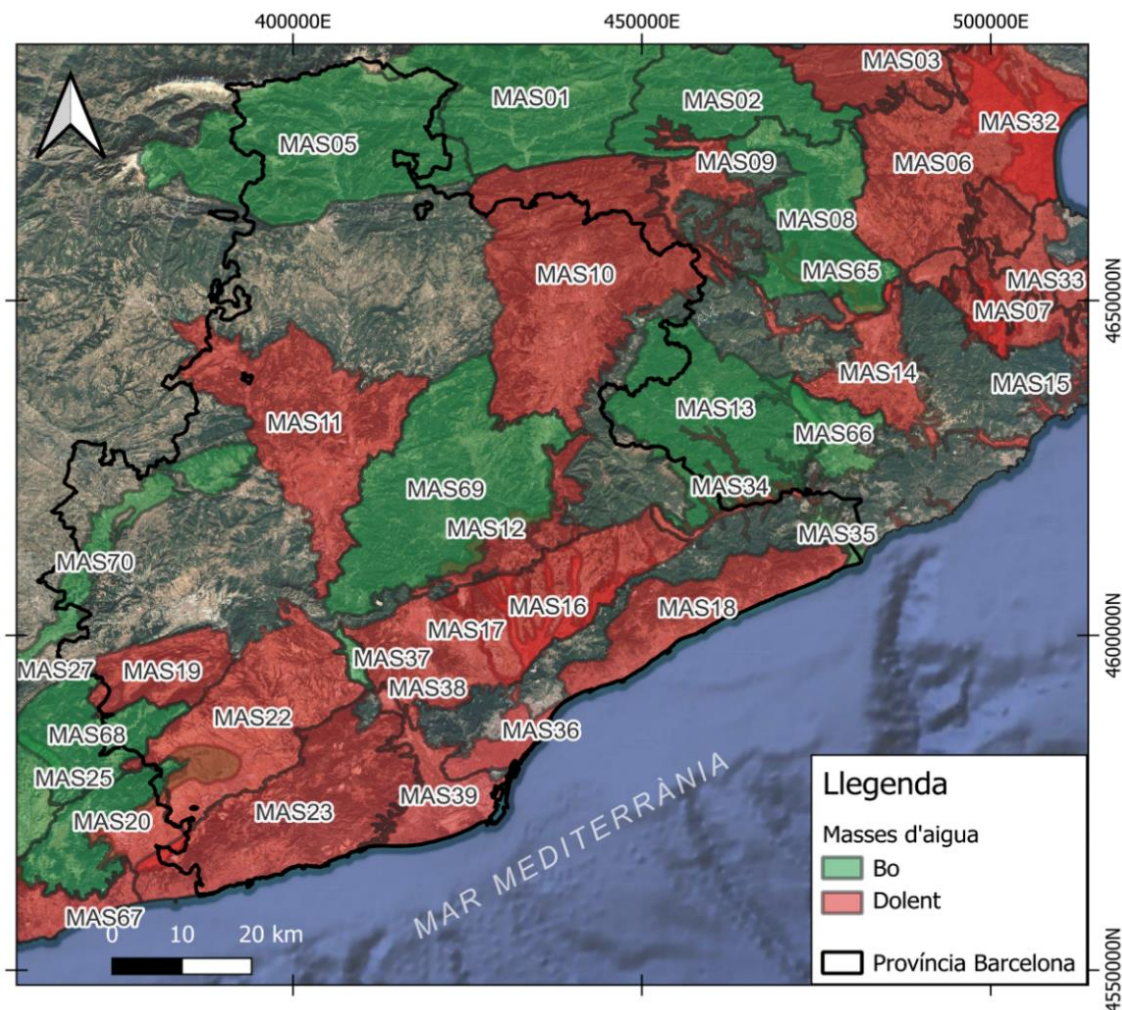 400000E
450000E
500000E
MAS03
MAS01
MAS02
MAS32
MAS05
MAS09
MAS06
MAS08
MAS65
MAS10
MAS33
4650000N
MAS07
MAS14
MAS15
MAS13
MAS11
MAS66
MAS69
MAS34
MAS12
MAS35
MAS70
MAS16
MAS18
MAS17
4600000N
MAS37
MAS27
MAS19
MAS38
MAS22
MAS36
MAS68
MAS25
MAS39
MAS23
MAS20
MAR MEDITERRÀNIA
MAS67
0 10 20 km
Llegenda
Masses d'aigua
Bo
Dolent
Província Barcelona
4550000N